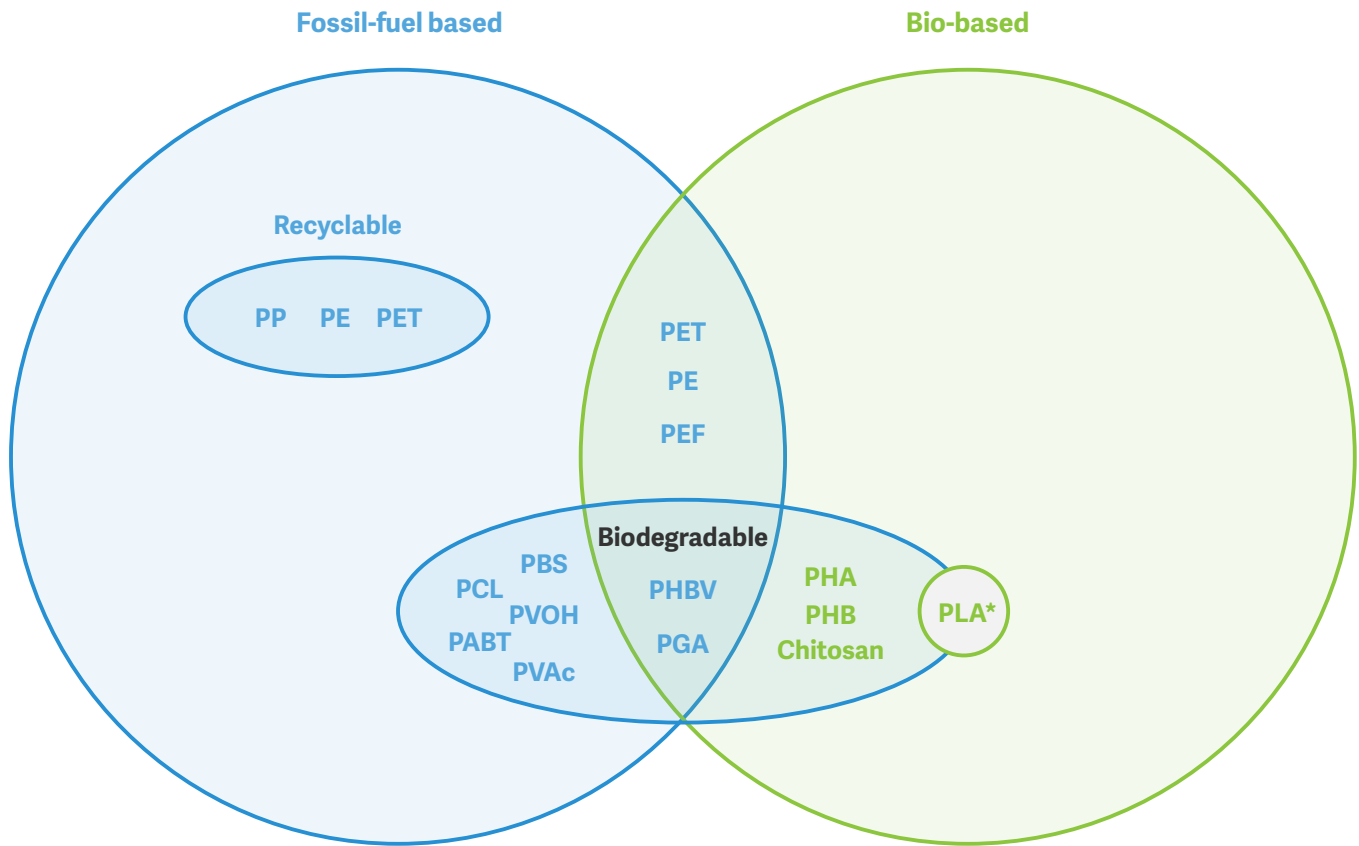 Fossil-fuel based
Bio-based
Recyclable
PP PE PET
PET
PE
PEF
Biodegradable
PBS
PCL
PVOH
PABT
PVAc
PHBV
PGA
PHA
PHB
Chitosan
PLA*